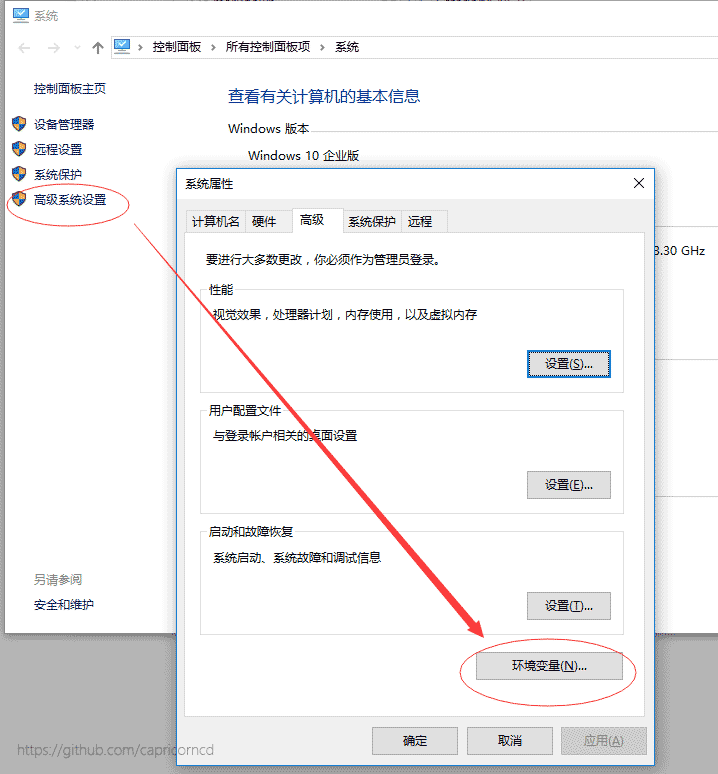 系统
控制面板 > 所有控制面板项 > 系统
控制面板主页
设备管理器
远程设置
系统保护
高级系统设置
查看有关计算机的基本信息
Windows 版本
Windows 10 企业版
3.30 GHz
系统属性
计算机名 硬件 高级 系统保护 远程
要进行大多数更改，你必须作为管理员登录。
性能
视觉效果，处理器计划，内存使用，以及虚拟内存
设置(S)...
用户配置文件
与登录帐户相关的桌面设置
设置(E)...
启动和故障恢复
系统启动、系统故障和调试信息
设置(T)...
环境变量(N)...
确定 取消 应用(A)
另请参阅
安全和维护
https://github.com/capricorncd